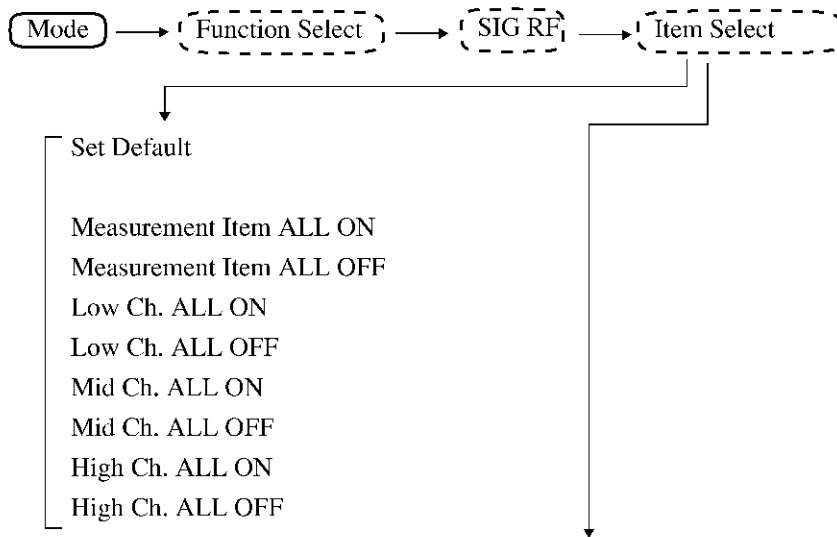 Mode Function Select SIG RF Item Select
Set Default
Measurement Item ALL ON
Measurement Item ALL OFF
Low Ch. ALL ON
Low Ch. ALL OFF
Mid Ch. ALL ON
Mid Ch. ALL OFF
High Ch. ALL ON
High Ch. ALL OFF